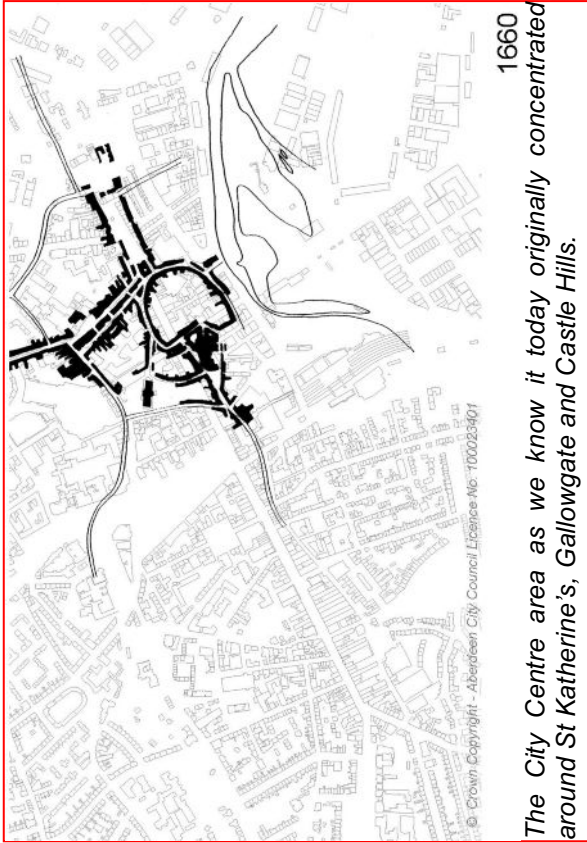 © Crown Copyright - Aberdeen City Council Licence No: 100023401
1660
The City Centre area as we know it today originally concentrated
around St Katherine's, Gallowgate and Castle Hills.